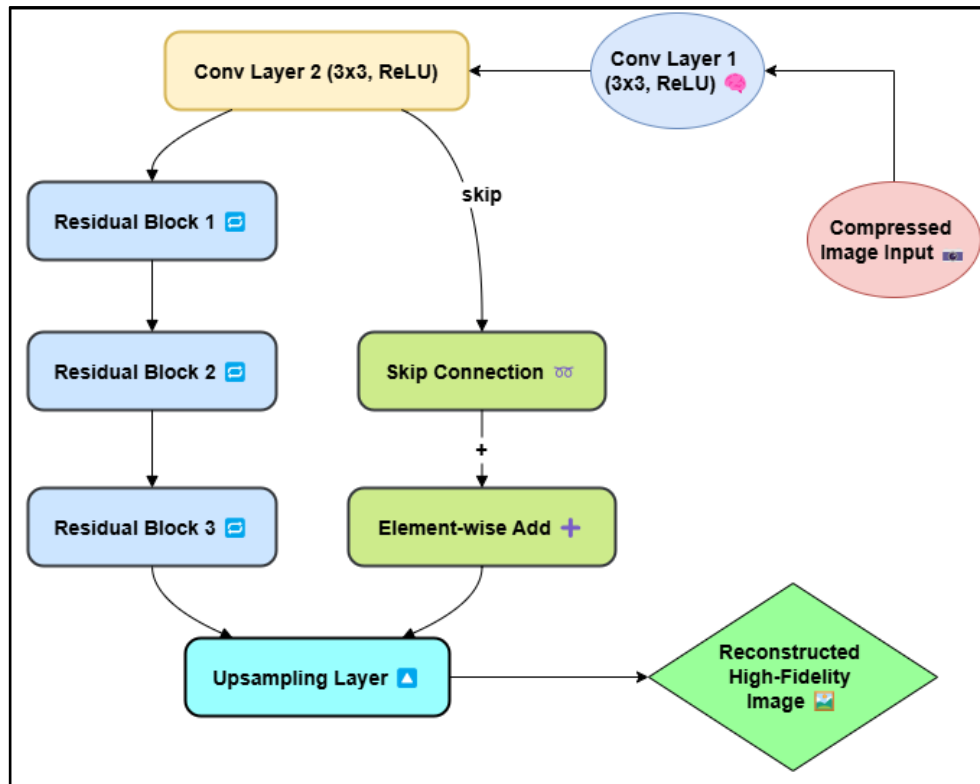 Conv Layer 2 (3x3, ReLU)
Conv Layer 1
(3x3, ReLU) 🧠
skip
Residual Block 1 🔁
Compressed
Image Input 📷
Residual Block 2 🔁
Skip Connection ➿
+
Residual Block 3 🔁
Element-wise Add ➕
Upsampling Layer 🔼
Reconstructed
High-Fidelity
Image 🖼️